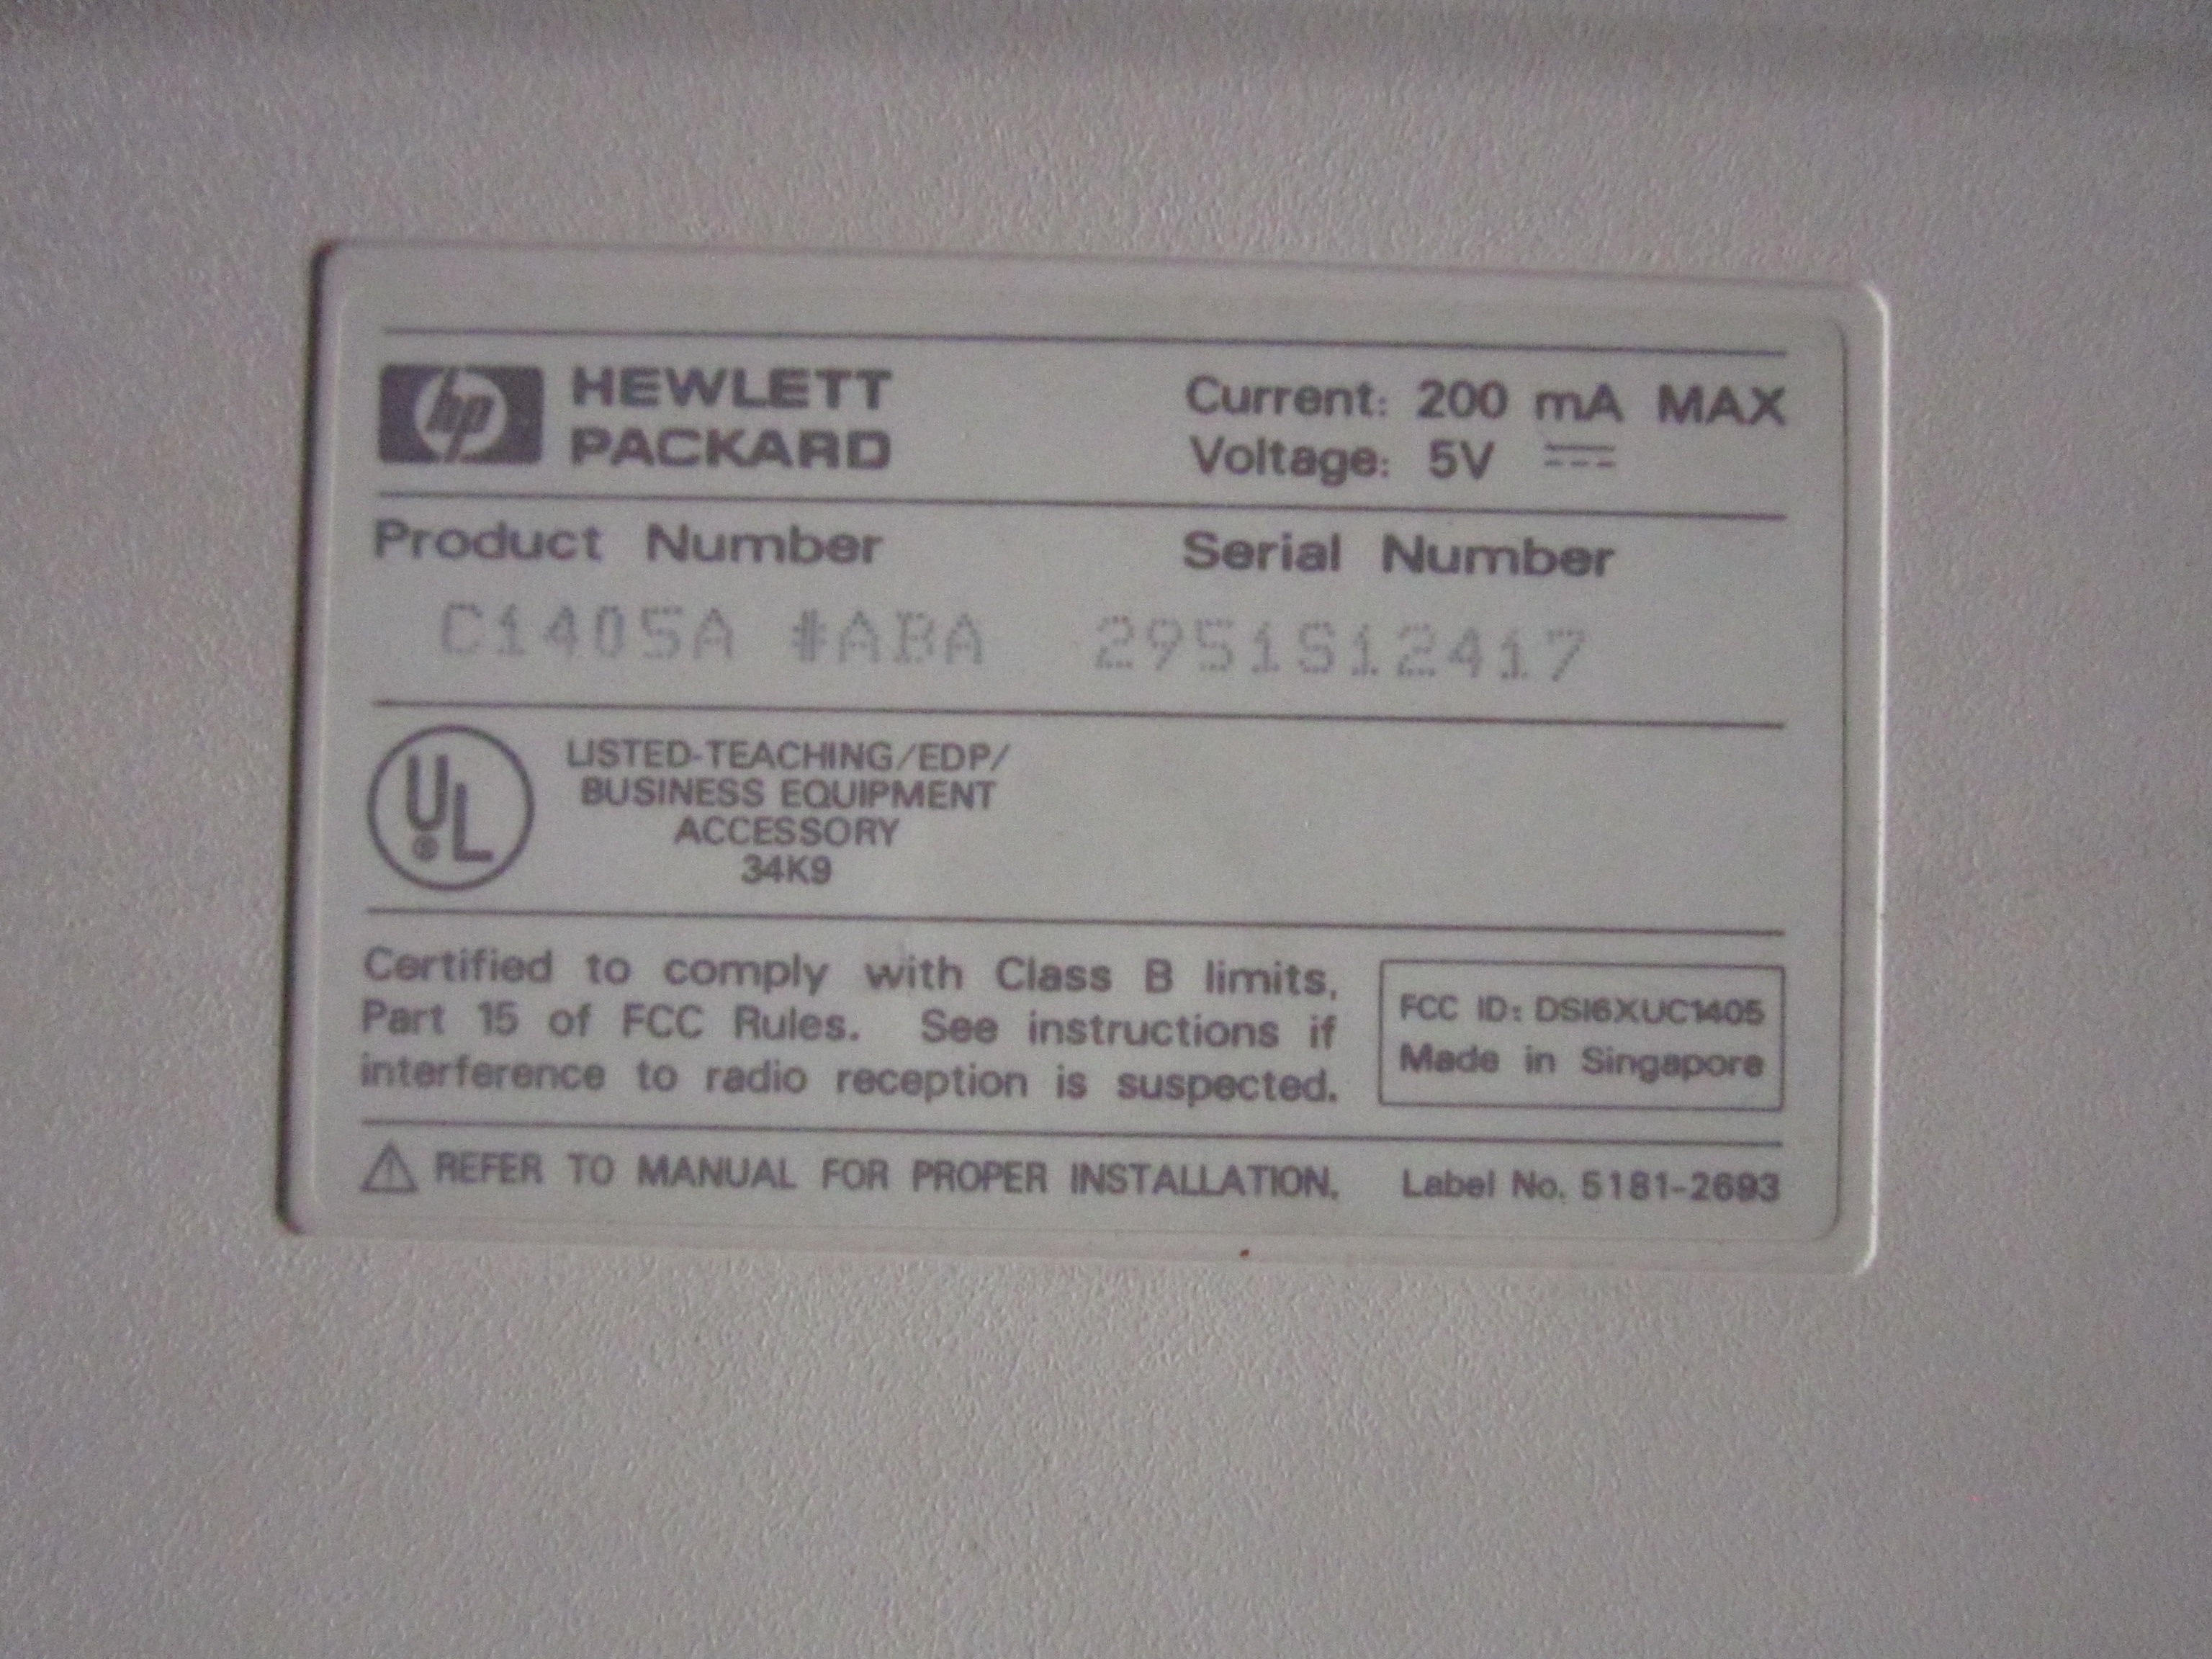 hp HEWLETT
PACKARD
Current: 200 mA MAX
Voltage: 5V
Product Number
Serial Number
C1405A #ABA
2951S12417
UL
LISTED-TEACHING/EDP/
BUSINESS EQUIPMENT
ACCESSORY
34K9
Certified to comply with Class B limits,
Part 15 of FCC Rules. See instructions if
interference to radio reception is suspected.
FCC ID: DSI6XUC1405
Made in Singapore
REFER TO MANUAL FOR PROPER INSTALLATION.
Label No. 5181-2693